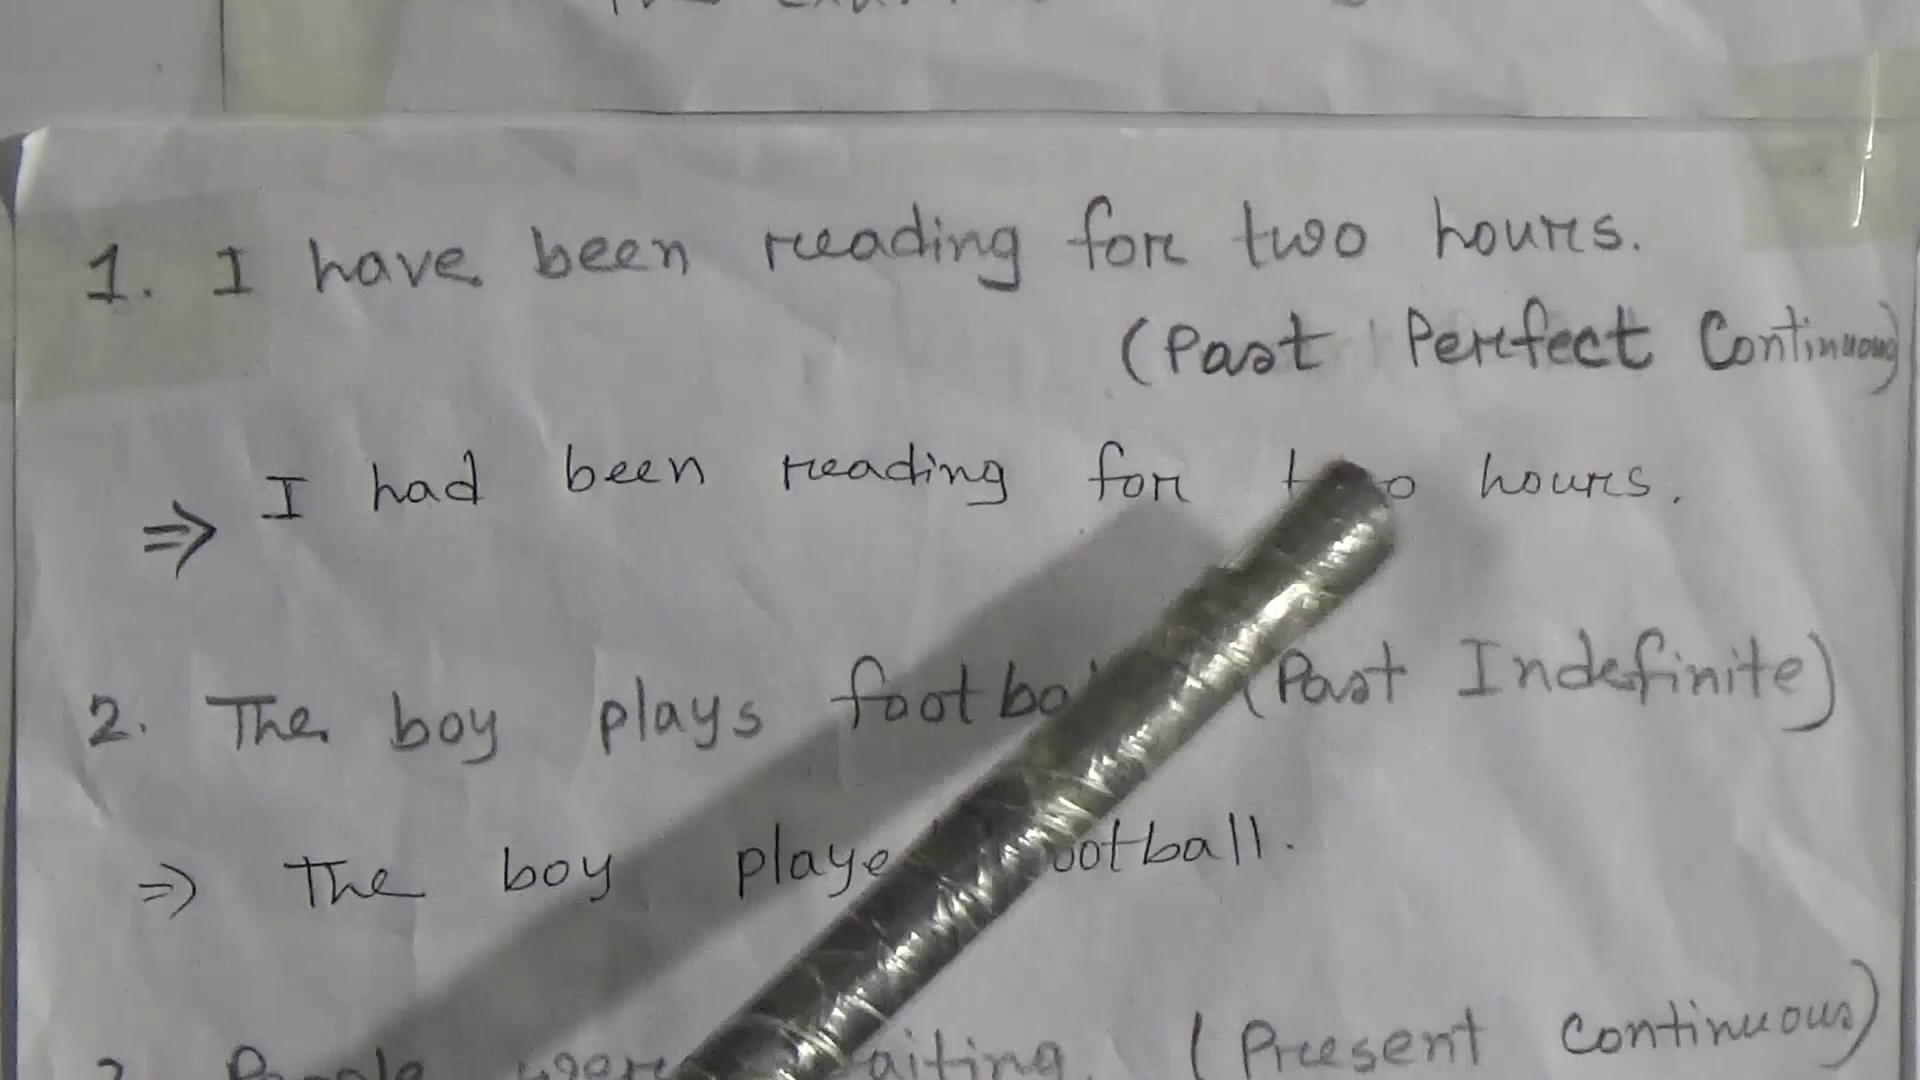 1. I have been reading for two hours.
(Past Perfect Continuous)
⇒ I had been reading for two hours.
2. The boy plays (Past Indefinite)
⇒ The boy
(Present Continuous)